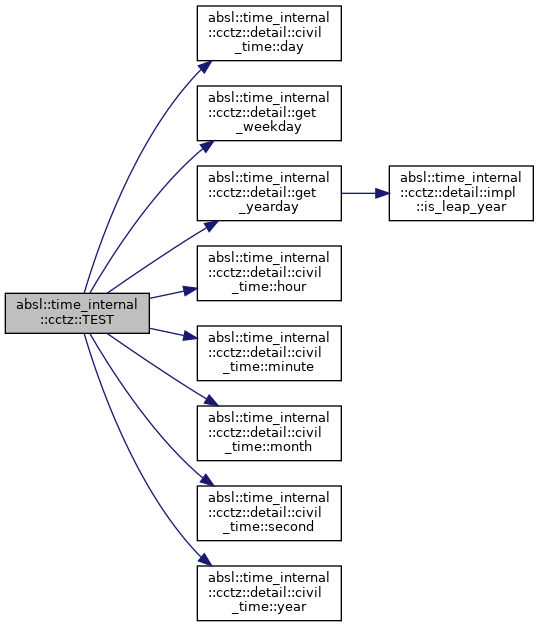 absl::time_internal
::cctz::detail::civil
_time::day
absl::time_internal
::cctz::detail::get
_weekday
absl::time_internal
::cctz::detail::get
_yearday
absl::time_internal
::cctz::detail::impl
::is_leap_year
absl::time_internal
::cctz::detail::civil
_time::hour
absl::time_internal
::cctz::TEST
absl::time_internal
::cctz::detail::civil
_time::minute
absl::time_internal
::cctz::detail::civil
_time::month
absl::time_internal
::cctz::detail::civil
_time::second
absl::time_internal
::cctz::detail::civil
_time::year